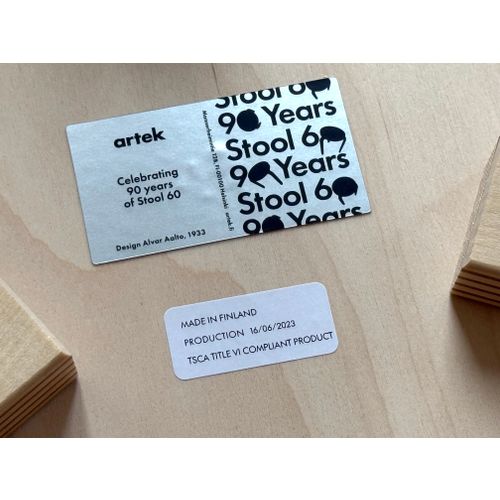 artek
Celebrating
90 years
of Stool 60
Design Alvar Aalto, 1933
Stool 60
90 Years
Stool 60
90 Years
Stool 60
90 Years
MADE IN FINLAND
PRODUCTION 16/06/2023
TSCA TITLE VI COMPLIANT PRODUCT